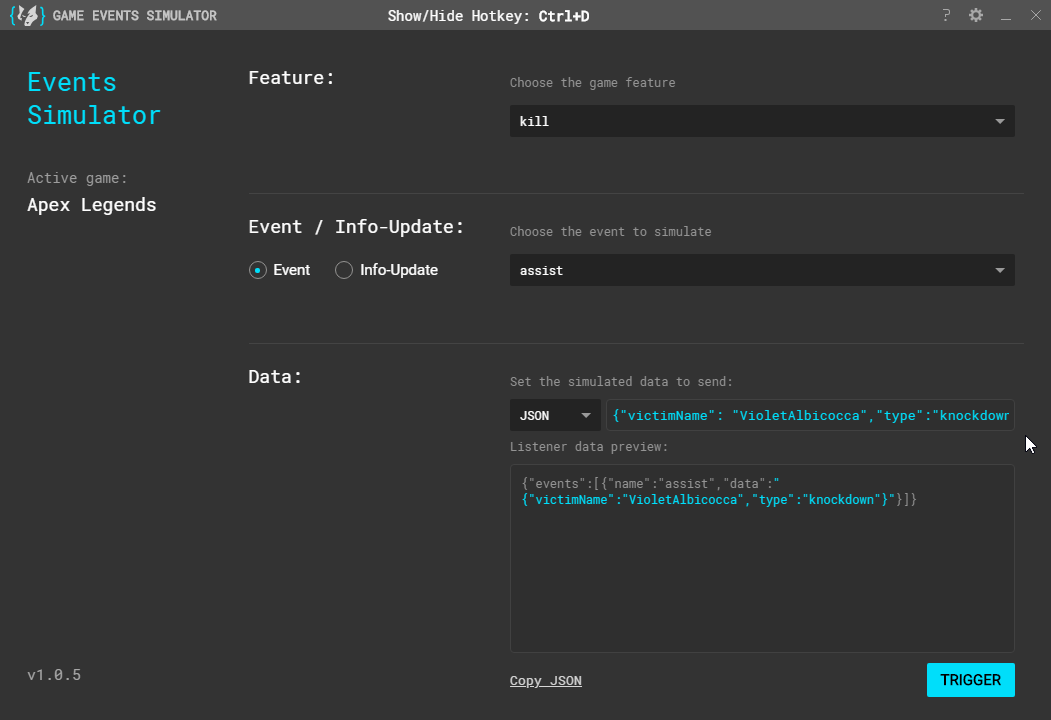 GAME EVENTS SIMULATOR
Show/Hide Hotkey: Ctrl+D
?
Events
Simulator
Active game:
Apex Legends
v1.0.5
Feature:
Choose the game feature
kill
Event / Info-Update:
Event
Info-Update
Choose the event to simulate
assist
Data:
Set the simulated data to send:
JSON
{"victimName": "VioletAlbicocca","type":"knockdown
Listener data preview:
{"events":[{"name":"assist","data":"
{"victimName":"VioletAlbicocca","type":"knockdown"}"}]}
Copy JSON
TRIGGER